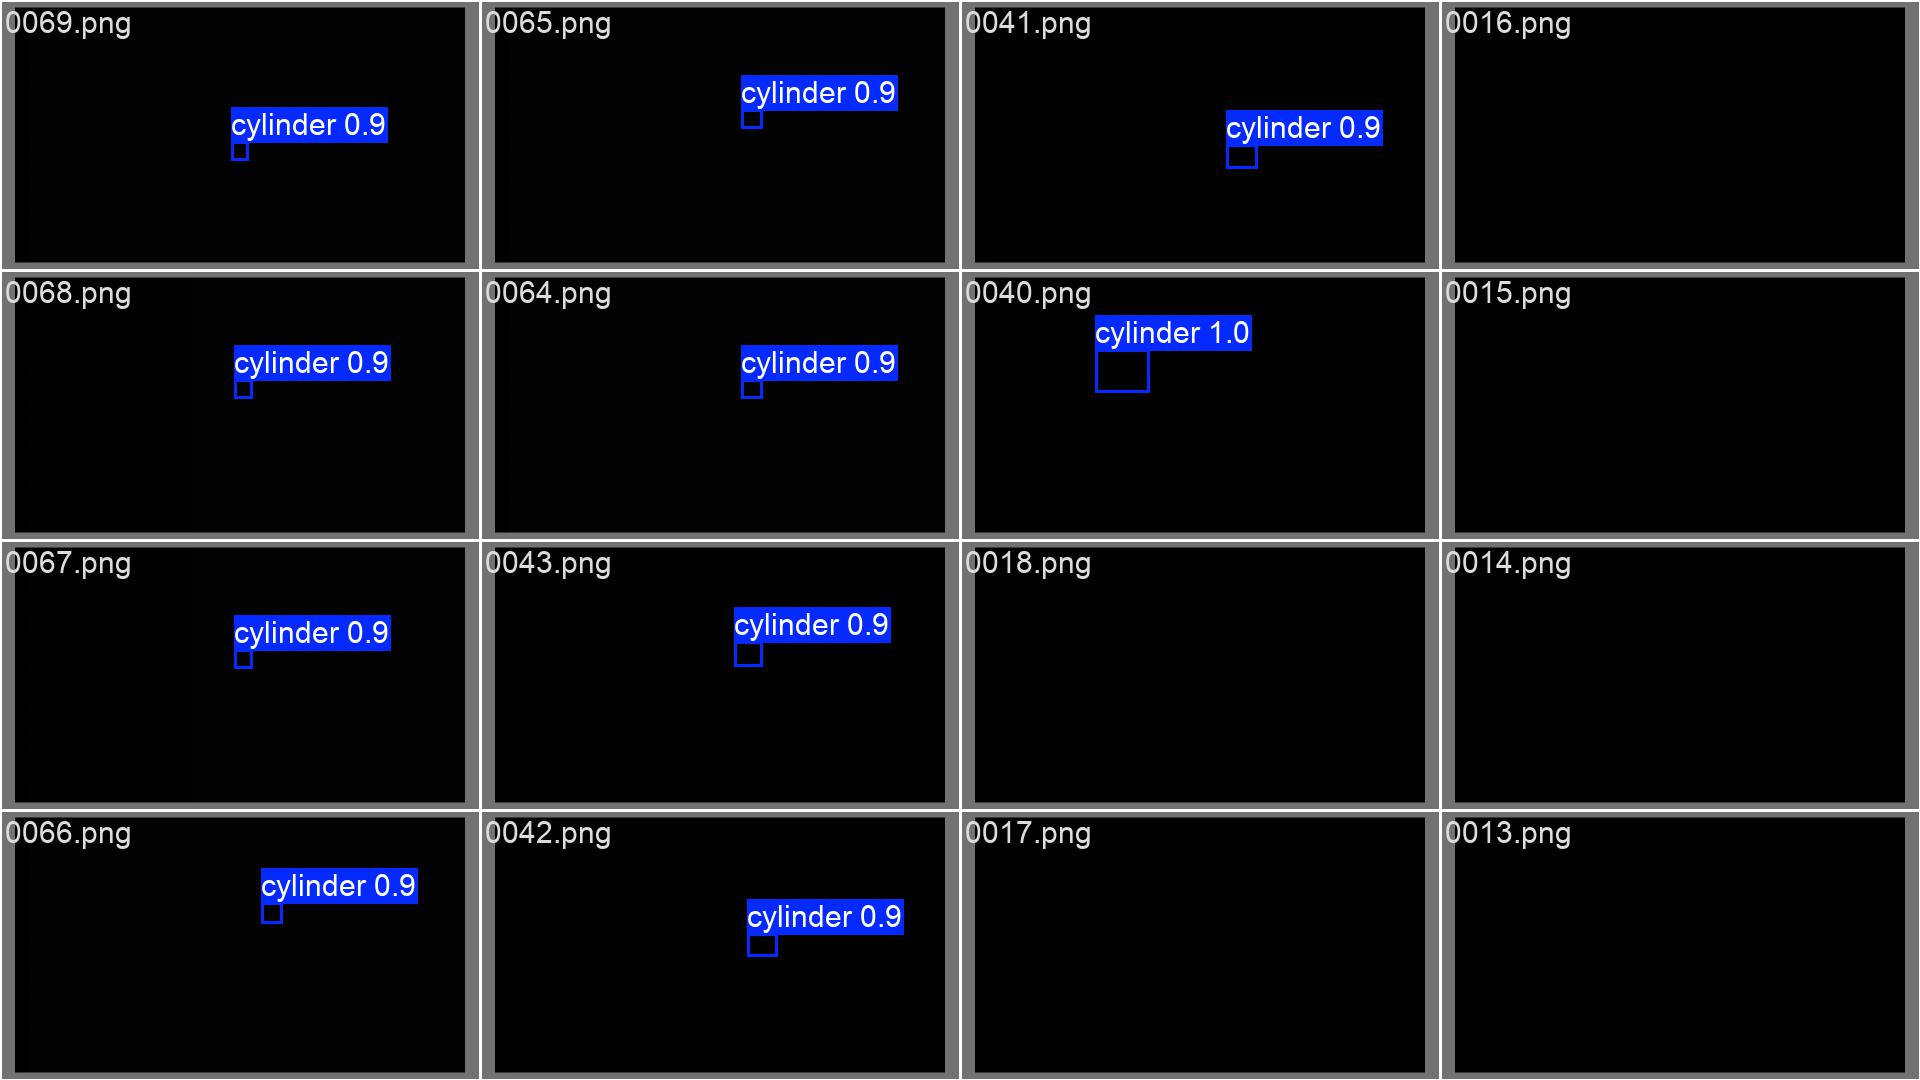 0069.png
cylinder 0.9
0065.png
cylinder 0.9
0041.png
cylinder 0.9
0016.png
0068.png
cylinder 0.9
0064.png
cylinder 0.9
0040.png
cylinder 1.0
0015.png
0067.png
cylinder 0.9
0043.png
cylinder 0.9
0018.png
0014.png
0066.png
cylinder 0.9
0042.png
cylinder 0.9
0017.png
0013.png